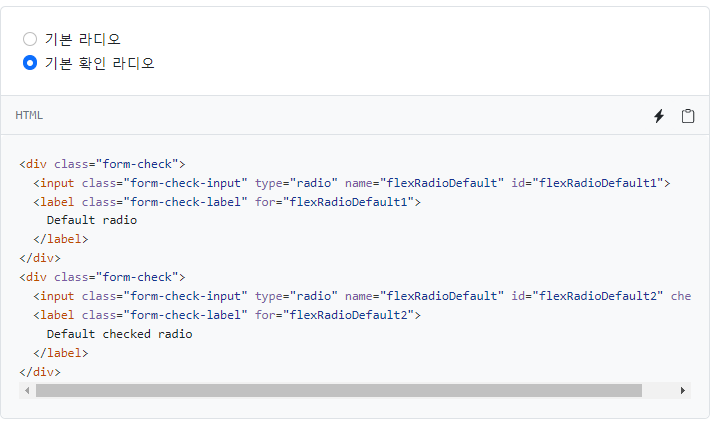 기본 라디오
기본 확인 라디오
HTML
<div class="form-check">
  <input class="form-check-input" type="radio" name="flexRadioDefault" id="flexRadioDefault1">
  <label class="form-check-label" for="flexRadioDefault1">
    Default radio
  </label>
</div>
<div class="form-check">
  <input class="form-check-input" type="radio" name="flexRadioDefault" id="flexRadioDefault2" che
  <label class="form-check-label" for="flexRadioDefault2">
    Default checked radio
  </label>
</div>